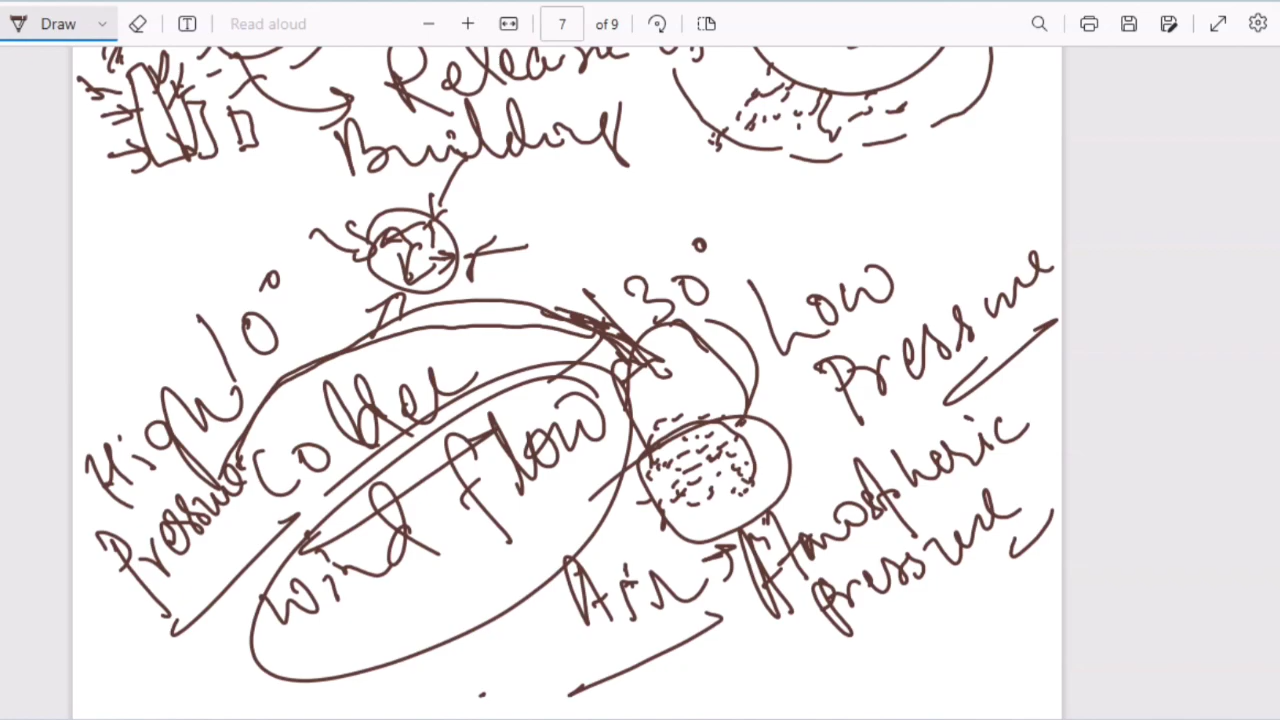 Draw
Read aloud
7
of 9
Release
Building
High 10°
Pressure
Colder
Wind flow
30°
Low
Pressure
Air
Atmospheric
pressure